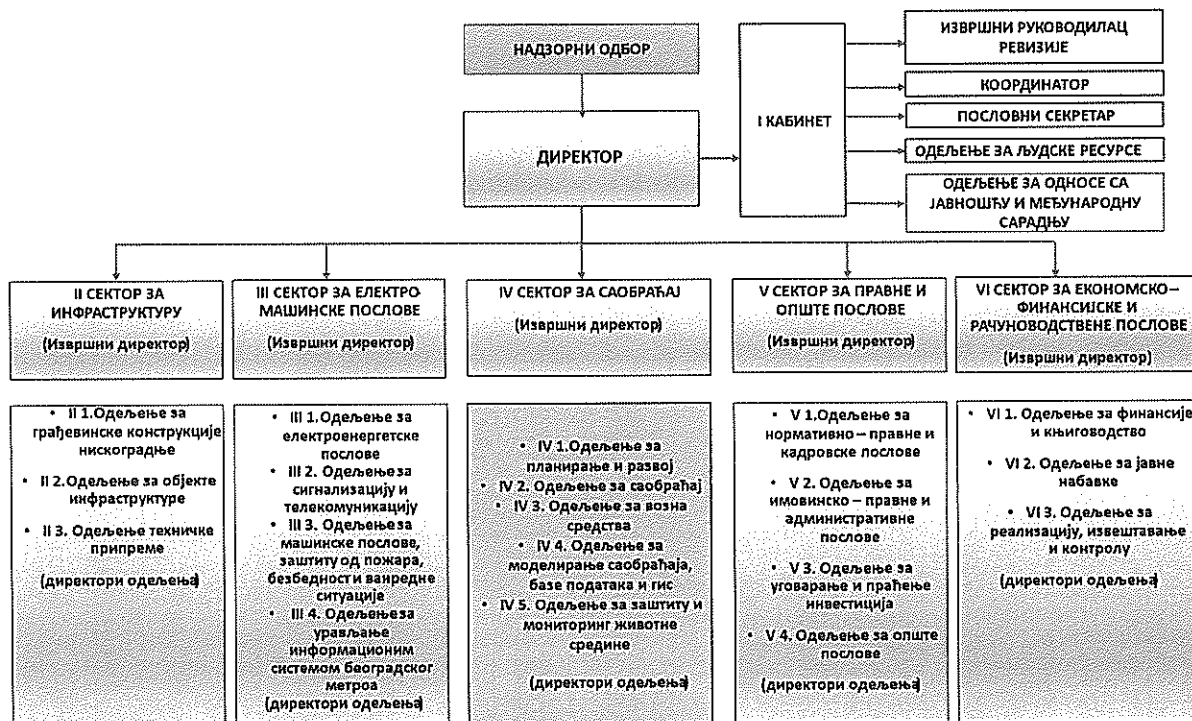 НАДЗОРНИ ОДБОР
ДИРЕКТОР
I КАБИНЕТ
ИЗВРШНИ РУКОВОДИЛАЦ
РЕВИЗИЈЕ
КООРДИНАТОР
ПОСЛОВНИ СЕКРЕТАР
ОДЕЉЕЊЕ ЗА ЉУДСКЕ РЕСУРСЕ
ОДЕЉЕЊЕ ЗА ОДНОСЕ СА
ЈАВНОШЋУ И МЕЂУНАРОДНУ
САРАДЊУ
II СЕКТОР ЗА
ИНФРАСТРУКТУРУ
(Извршни директор)
III СЕКТОР ЗА ЕЛЕКТРО-
МАШИНСКЕ ПОСЛОВЕ
(Извршни директор)
IV СЕКТОР ЗА САОБРАЋАЈ
(Извршни директор)
V СЕКТОР ЗА ПРАВНЕ И
ОПШТЕ ПОСЛОВЕ
(Извршни директор)
VI СЕКТОР ЗА ЕКОНОМСКО –
ФИНАНСИЈСКЕ И
РАЧУНОВОДСТВЕНЕ ПОСЛОВЕ
(Извршни директор)
• II 1.Одељење за
грађевинске конструкције
нискоградње
• II 2.Одељење за објекте
инфраструктуре
• II 3. Одељење техничке
припреме
(директори одељења)
• III 1.Одељење за
електроенергетске
послове
• III 2. Одељење за
сигнализацију и
телекомуникацију
• III 3. Одељење за
машинске послове,
заштиту од пожара,
безбедност и ванредне
ситуације
• III 4. Одељење за
урављање
информационим
системом београдског
метроа
(директори одељења)
• IV 1.Одељење за
планирање и развој
• IV 2. Одељење за саобраћај
• IV 3. Одељење за возна
средства
• IV 4. Одељење за
моделирање саобраћаја,
базе података и гис
• IV 5. Одељење за заштиту и
мониторинг животне
средине
(директори одељења)
• V 1.Одељење за
нормативно – правне и
кадровске послове
• V 2. Одељење за
имовинско – правне и
административне
послове
• V 3. Одељење за
уговарање и праћење
инвестиција
• V 4. Одељење за опште
послове
(директори одељења)
• VI 1. Одељење за финансије
и књиговодство
• VI 2. Одељење за јавне
набавке
• VI 3. Одељење за
реализацију, извештавање
и контролу
(директори одељења)